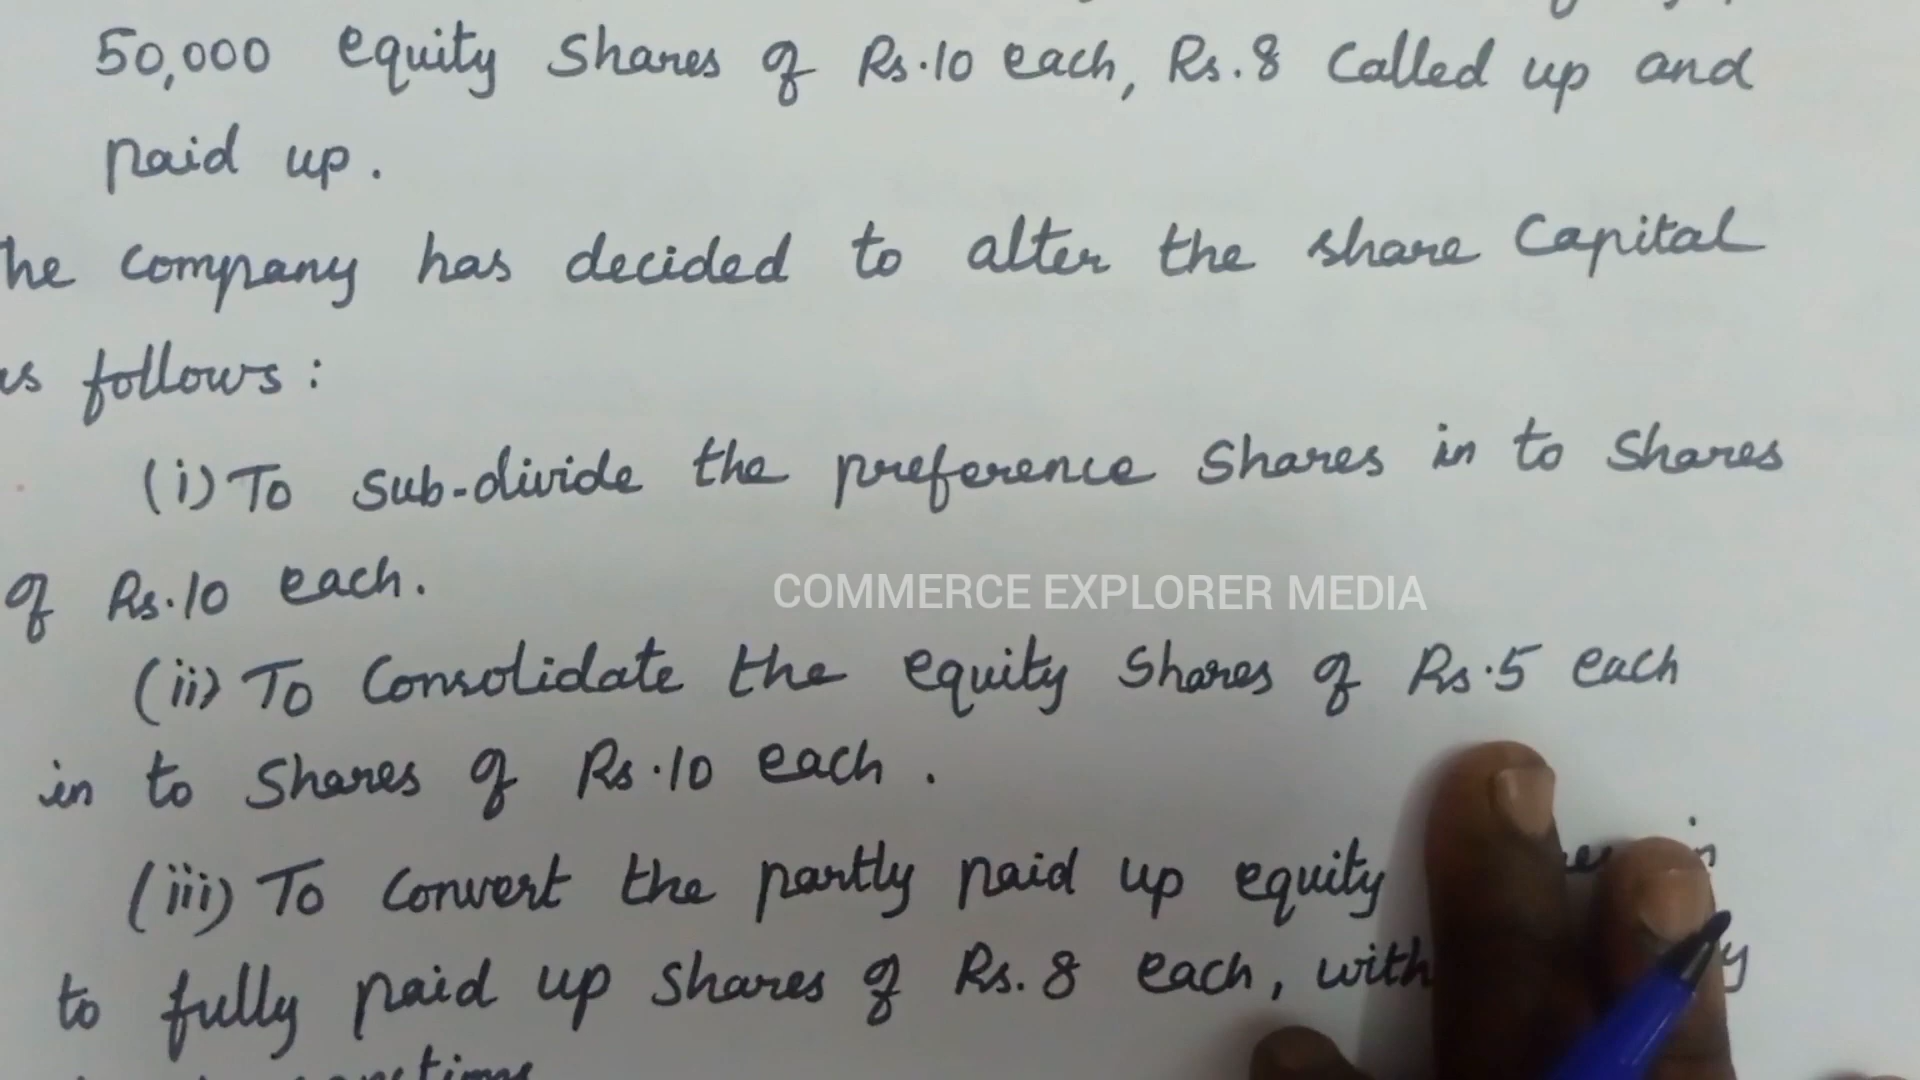 50,000 equity Shares of Rs.10 each, Rs.8 Called up and
paid up.
he company has decided to alter the share Capital
as follows :
(i) To Sub-divide the preference Shares in to Shares
of Rs.10 each.
COMMERCE EXPLORER MEDIA
(ii) To Consolidate the equity Shares of Rs.5 each
in to Shares of Rs.10 each .
(iii) To Convert the partly paid up equity
to fully paid up Shares of Rs. 8 each, with